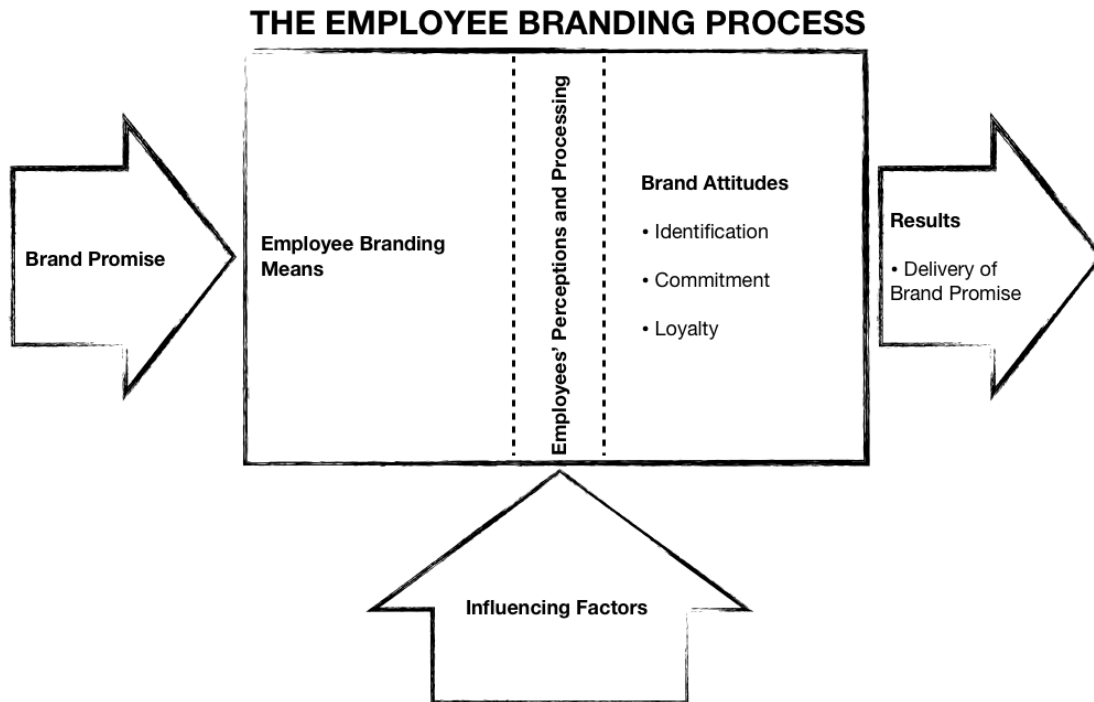 THE EMPLOYEE BRANDING PROCESS
Brand Promise
Employee Branding
Means
Employees' Perceptions and Processing
Brand Attitudes
• Identification
• Commitment
• Loyalty
Results
• Delivery of
Brand Promise
Influencing Factors